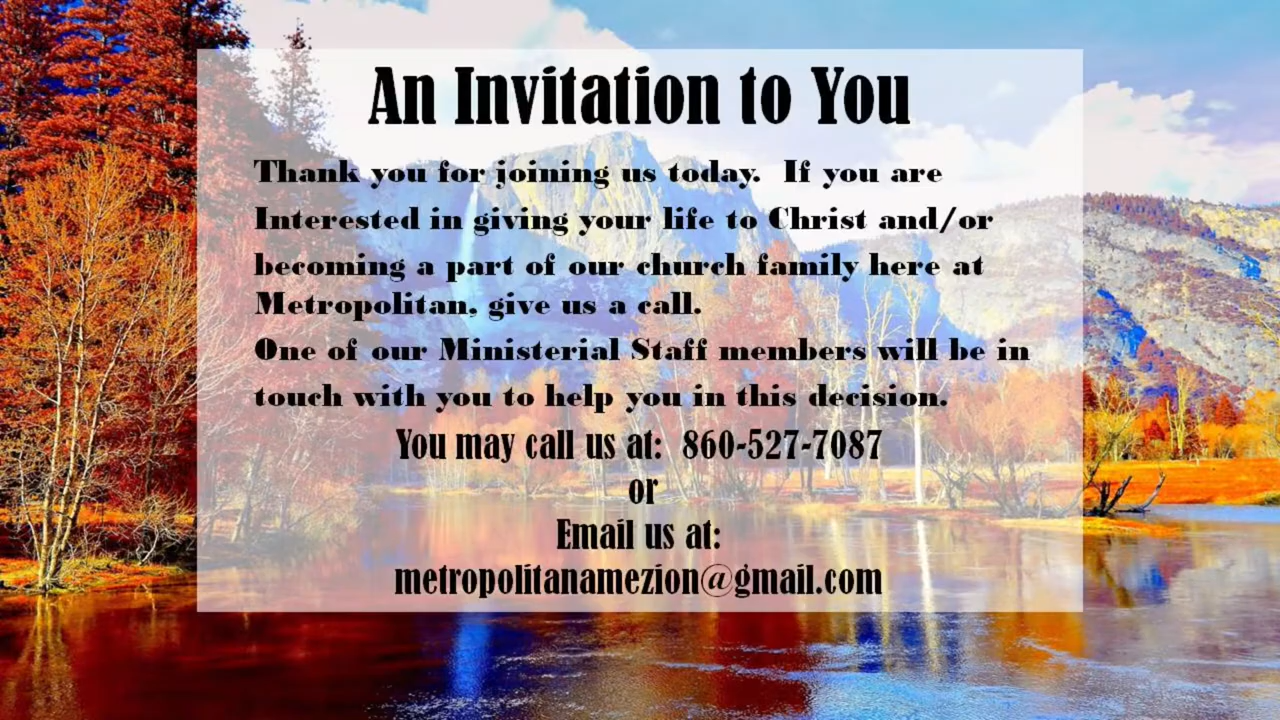 An Invitation to You
Thank you for joining us today.  If you are
Interested in giving your life to Christ and/or
becoming a part of our church family here at
Metropolitan, give us a call.
One of our Ministerial Staff members will be in
touch with you to help you in this decision.
You may call us at:  860-527-7087
or
Email us at:
metropolitanamezion@gmail.com